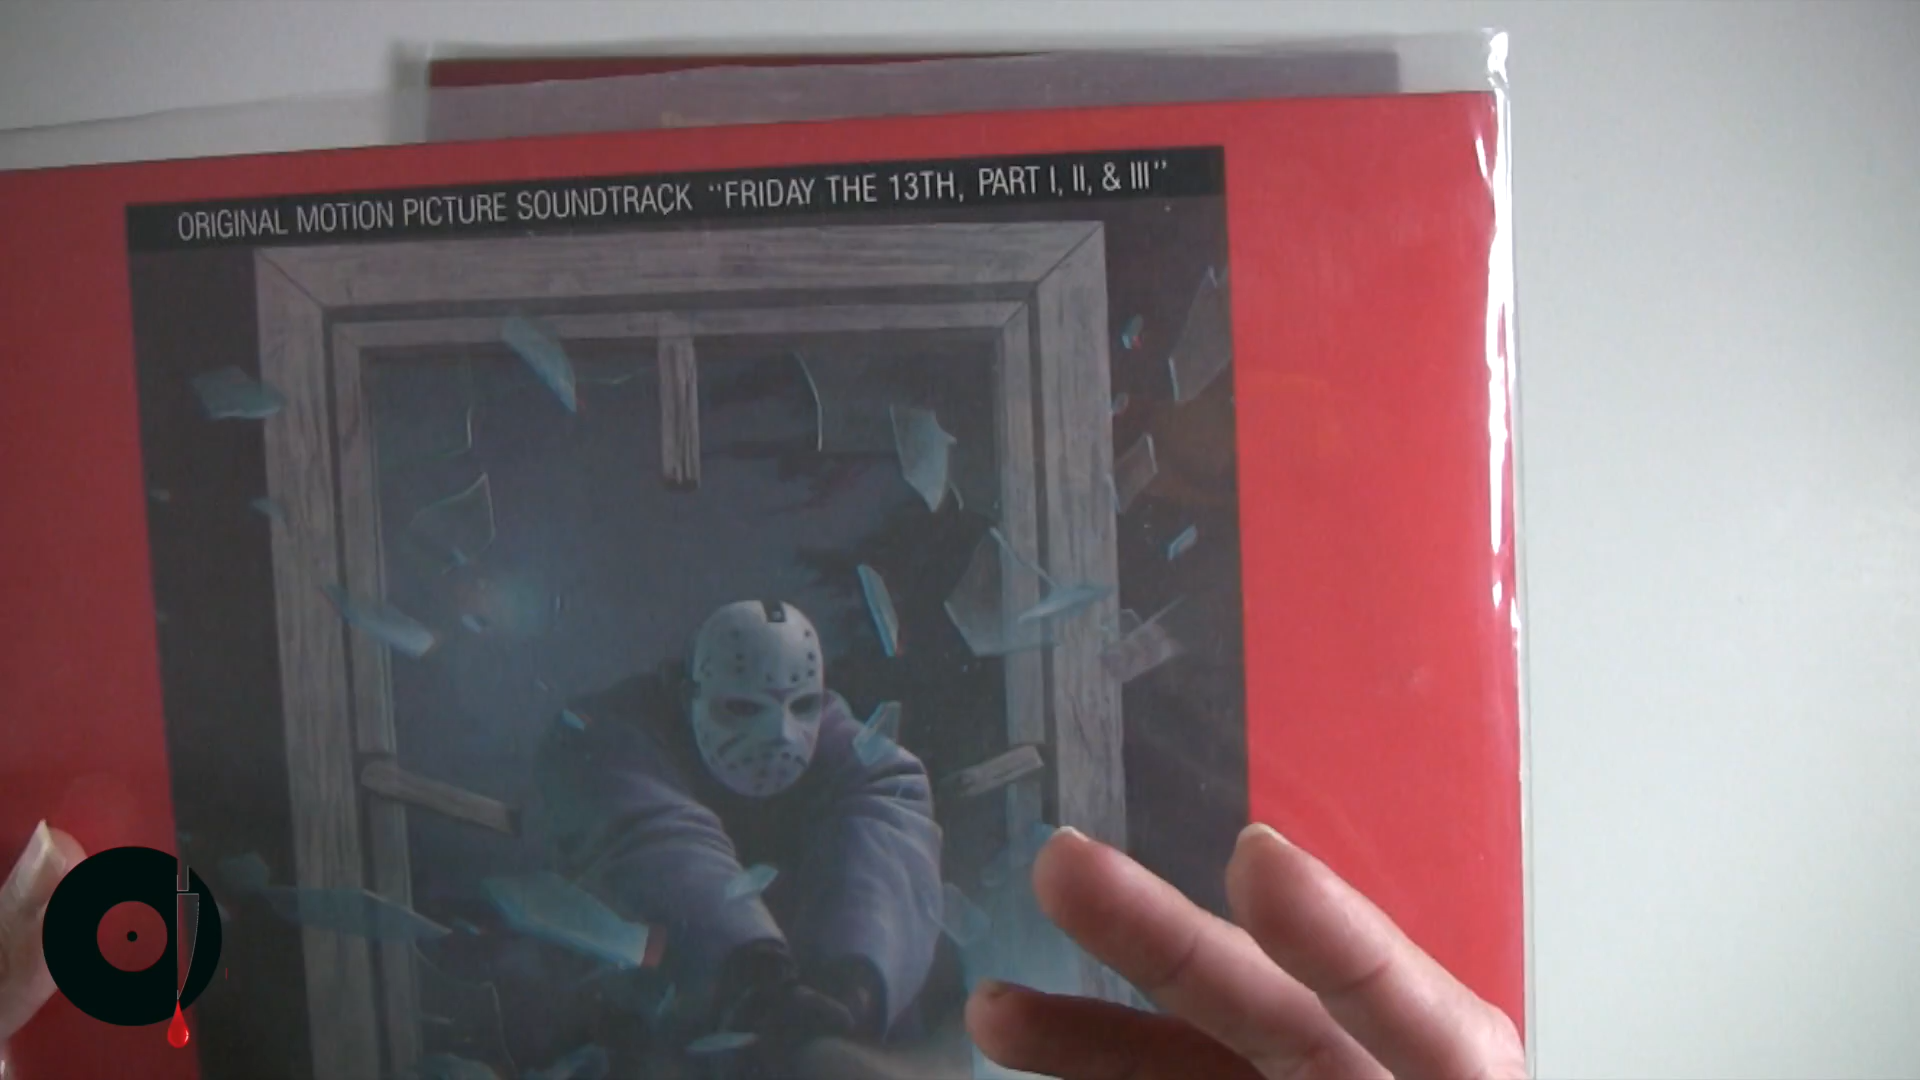 ORIGINAL MOTION PICTURE SOUNDTRACK "FRIDAY THE 13TH, PART I, II, & III"